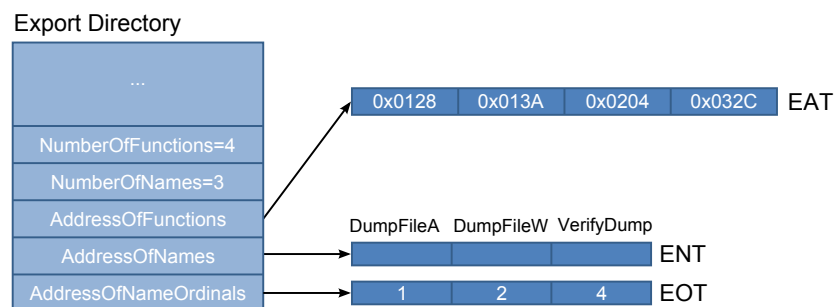 Export Directory
...
NumberOfFunctions=4
NumberOfNames=3
AddressOfFunctions
AddressOfNames
AddressOfNameOrdinals
0x0128 0x013A 0x0204 0x032C EAT
DumpFileA DumpFileW VerifyDump
ENT
1 2 4 EOT